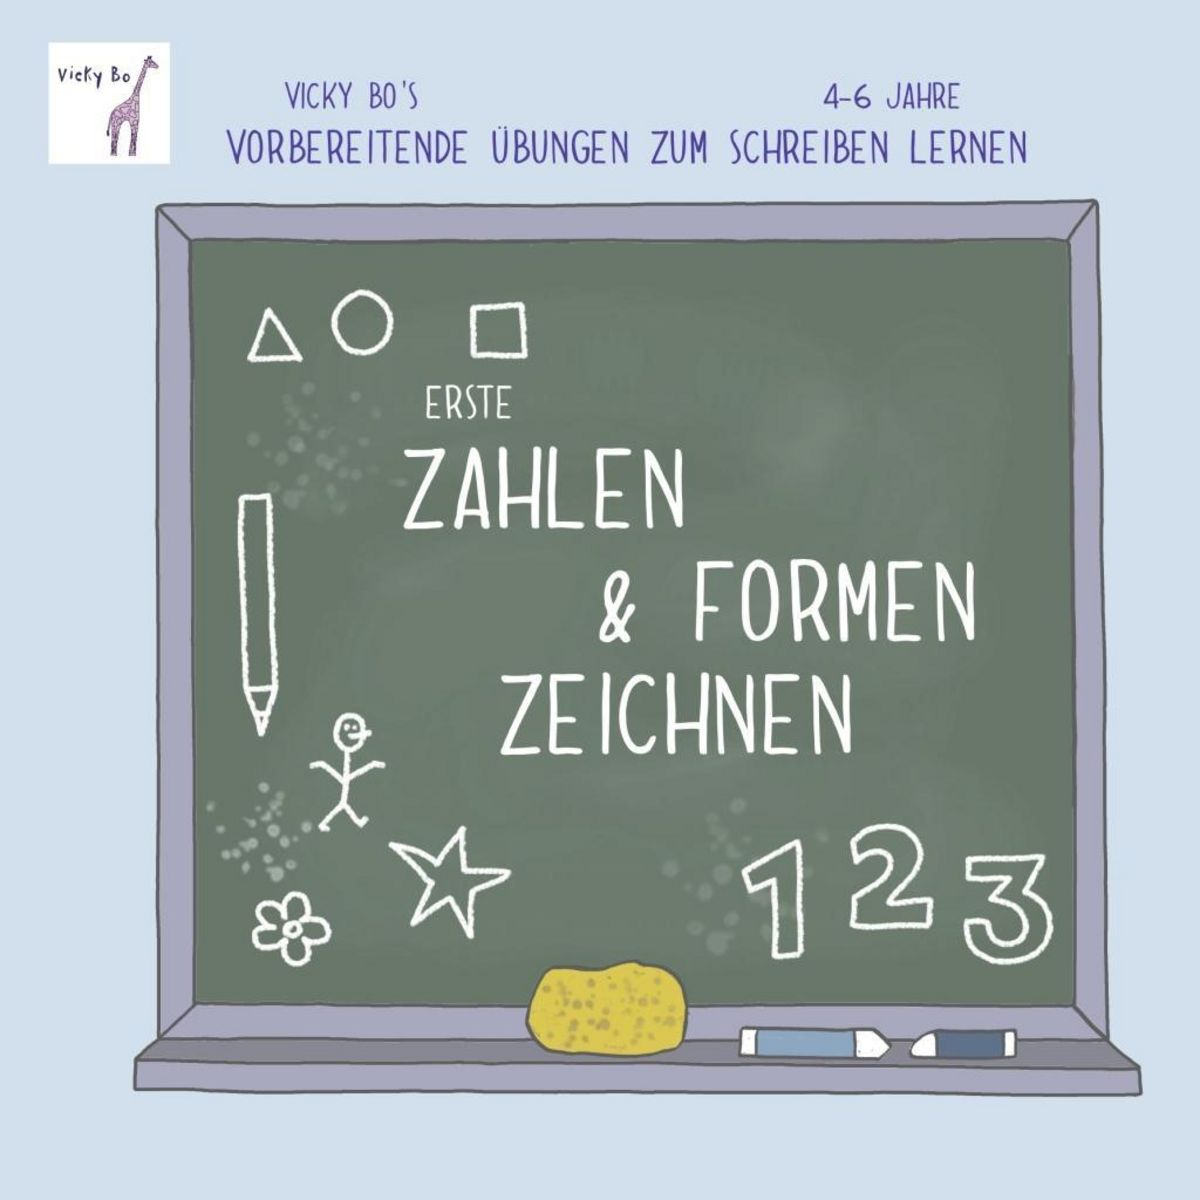 Vicky Bo
VICKY BO'S
4-6 JAHRE
VORBEREITENDE ÜBUNGEN ZUM SCHREIBEN LERNEN
ERSTE
ZAHLEN
& FORMEN
ZEICHNEN
1 2 3